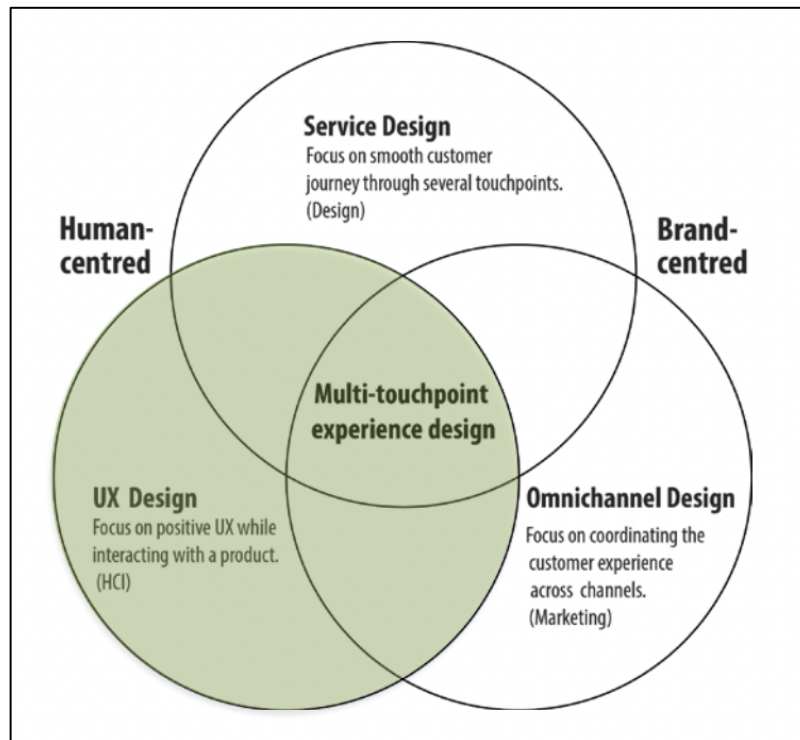 Service Design
Focus on smooth customer
journey through several touchpoints.
(Design)
Human-
centred
Brand-
centred
Multi-touchpoint
experience design
UX Design
Focus on positive UX while
interacting with a product.
(HCI)
Omnichannel Design
Focus on coordinating the
customer experience
across channels.
(Marketing)